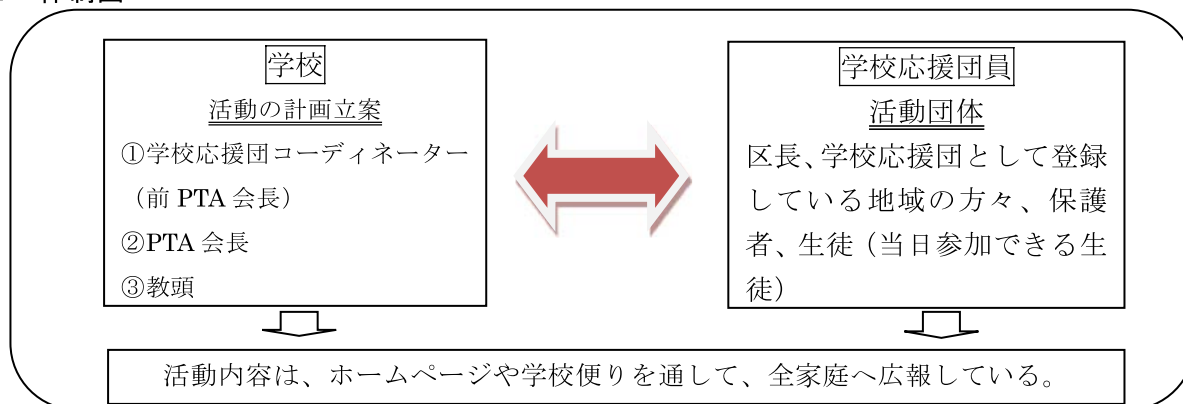 学校
活動の計画立案
①学校応援団コーディネーター
（前 PTA 会長）
②PTA 会長
③教頭
学校応援団員
活動団体
区長、学校応援団として登録
している地域の方々、保護
者、生徒（当日参加できる生
徒）
活動内容は、ホームページや学校便りを通して、全家庭へ広報している。